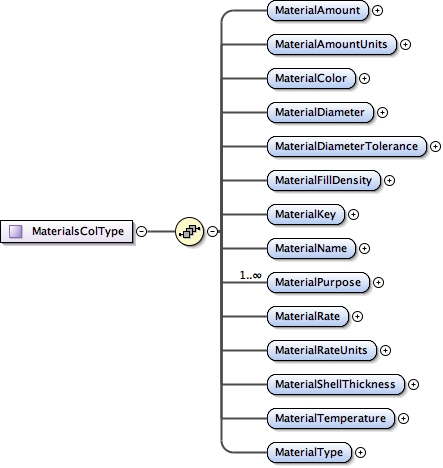 MaterialAmount
MaterialAmountUnits
MaterialColor
MaterialDiameter
MaterialDiameterTolerance
MaterialFillDensity
MaterialKey
MaterialsColType
MaterialName
1..∞
MaterialPurpose
MaterialRate
MaterialRateUnits
MaterialShellThickness
MaterialTemperature
MaterialType